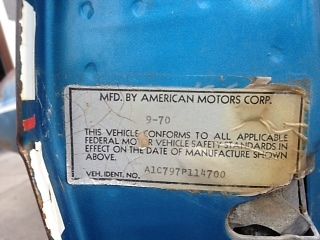 MFD. BY AMERICAN MOTORS CORP.
9-70
THIS VEHICLE CONFORMS TO ALL APPLICABLE
FEDERAL MOTOR VEHICLE SAFETY STANDARDS IN
EFFECT ON THE DATE OF MANUFACTURE SHOWN
ABOVE.
VEH. IDENT. NO. A1C797P114700